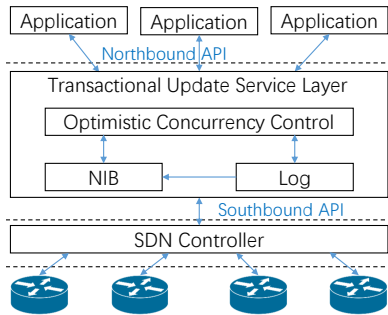 Application Application Application
Northbound API
Transactional Update Service Layer
Optimistic Concurrency Control
NIB Log
Southbound API
SDN Controller